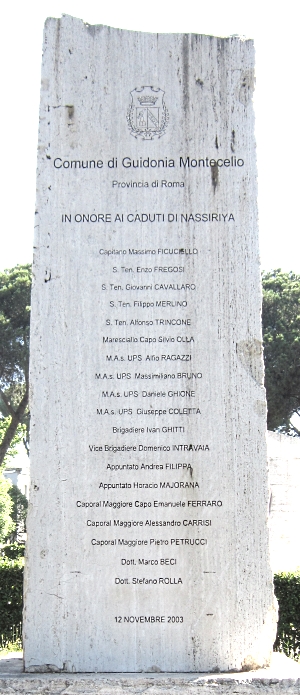 Comune di Guidonia Montecelio
Provincia di Roma
IN ONORE AI CADUTI DI NASSIRIYA
Capitano Massimo FICUCIELLO
S. Ten. Enzo FREGOSI
S. Ten. Giovanni CAVALLARO
S. Ten. Filippo MERLINO
S. Ten. Alfonso TRINCONE
Maresciallo Capo Silvio OLLA
M.A.s. UPS Alfio RAGAZZI
M.A.s. UPS Massimiliano BRUNO
M.A.s. UPS Daniele GHIONE
M.A.s. UPS Giuseppe COLETTA
Brigadiere Ivan GHITTI
Vice Brigadiere Domenico INTRAVAIA
Appuntato Andrea FILIPPA
Appuntato Horacio MAJORANA
Caporal Maggiore Capo Emanuele FERRARO
Caporal Maggiore Alessandro CARRISI
Caporal Maggiore Pietro PETRUCCI
Dott. Marco BECI
Dott. Stefano ROLLA
12 NOVEMBRE 2003